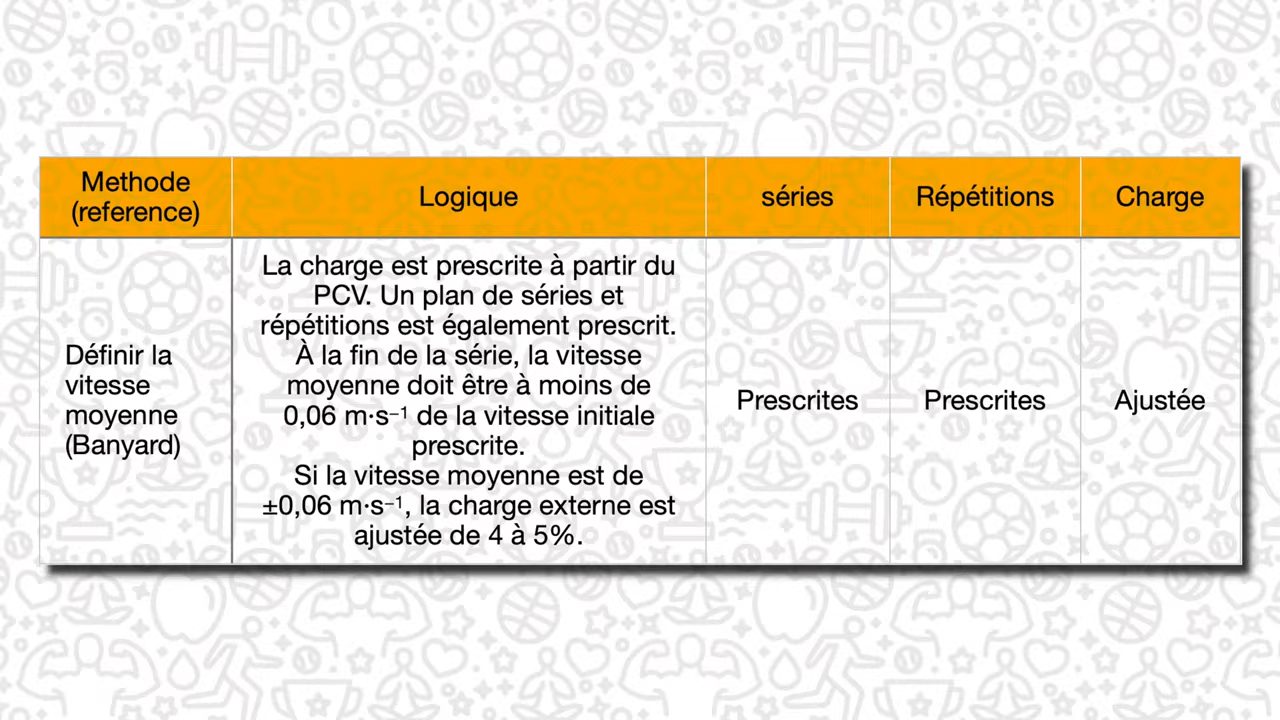 Methode
(reference)
Logique
séries
Répétitions
Charge
Définir la
vitesse
moyenne
(Banyard)
La charge est prescrite à partir du
PCV. Un plan de séries et
répétitions est également prescrit.
À la fin de la série, la vitesse
moyenne doit être à moins de
0,06 m·s⁻¹ de la vitesse initiale
prescrite.
Si la vitesse moyenne est de
±0,06 m·s⁻¹, la charge externe est
ajustée de 4 à 5%.
Prescrites
Prescrites
Ajustée